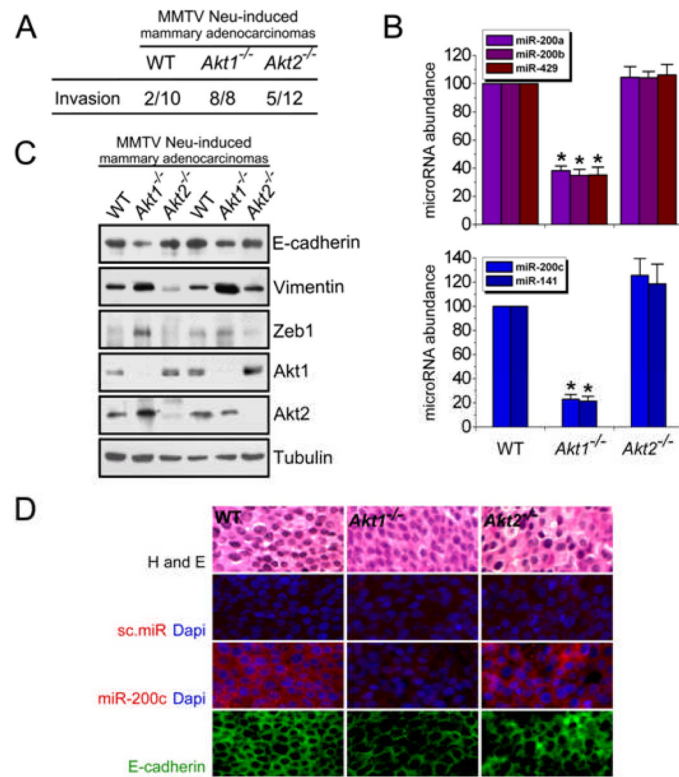 A
MMTV Neu-induced
mammary adenocarcinomas
WT Akt1-/- Akt2-/-
Invasion 2/10 8/8 5/12
B
miR-200a
miR-200b
miR-429
microRNA abundance
120
100
80
60
40
20
0
* * *
miR-200c
miR-141
microRNA abundance
140
120
100
80
60
40
20
0
* *
WT Akt1-/- Akt2-/-
C
MMTV Neu-induced
mammary adenocarcinomas
WT Akt1-/- Akt2-/- WT Akt1-/- Akt2-/-
E-cadherin
Vimentin
Zeb1
Akt1
Akt2
Tubulin
D
WT Akt1-/- Akt2-/-
H and E
sc.miR Dapi
miR-200c Dapi
E-cadherin